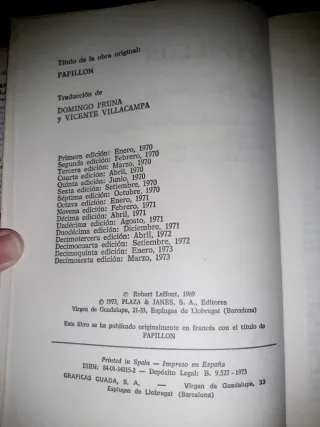 Título de la obra original:
PAPILLON
Traducción de
DOMINGO PRUNA
y VICENTE VILLACAMPA
Primera edición: Enero, 1970
Segunda edición: Febrero, 1970
Tercera edición: Marzo, 1970
Cuarta edición: Abril, 1970
Quinta edición: Junio, 1970
Sexta edición: Setiembre, 1970
Séptima edición: Octubre, 1970
Octava edición: Enero, 1971
Novena edición: Febrero, 1971
Décima edición: Abril, 1971
Undécima edición: Agosto, 1971
Duodécima edición: Diciembre, 1971
Decimotercera edición: Abril, 1972
Decimocuarta edición: Setiembre, 1972
Decimoquinta edición: Enero, 1973
Decimosexta edición: Marzo, 1973
© Robert Laffont, 1969
© 1973, PLAZA & JANES, S. A., Editores
Virgen de Guadalupe, 21-33, Esplugas de Llobregat (Barcelona)
Este libro se ha publicado originalmente en francés con el título de
PAPILLON
Printed in Spain — Impreso en España
ISBN: 84-01-34015-2 — Depósito Legal: B. 9.527-1973
GRÁFICAS GUADA, S. A. — Virgen de Guadalupe, 33
Esplugas de Llobregat (Barcelona)